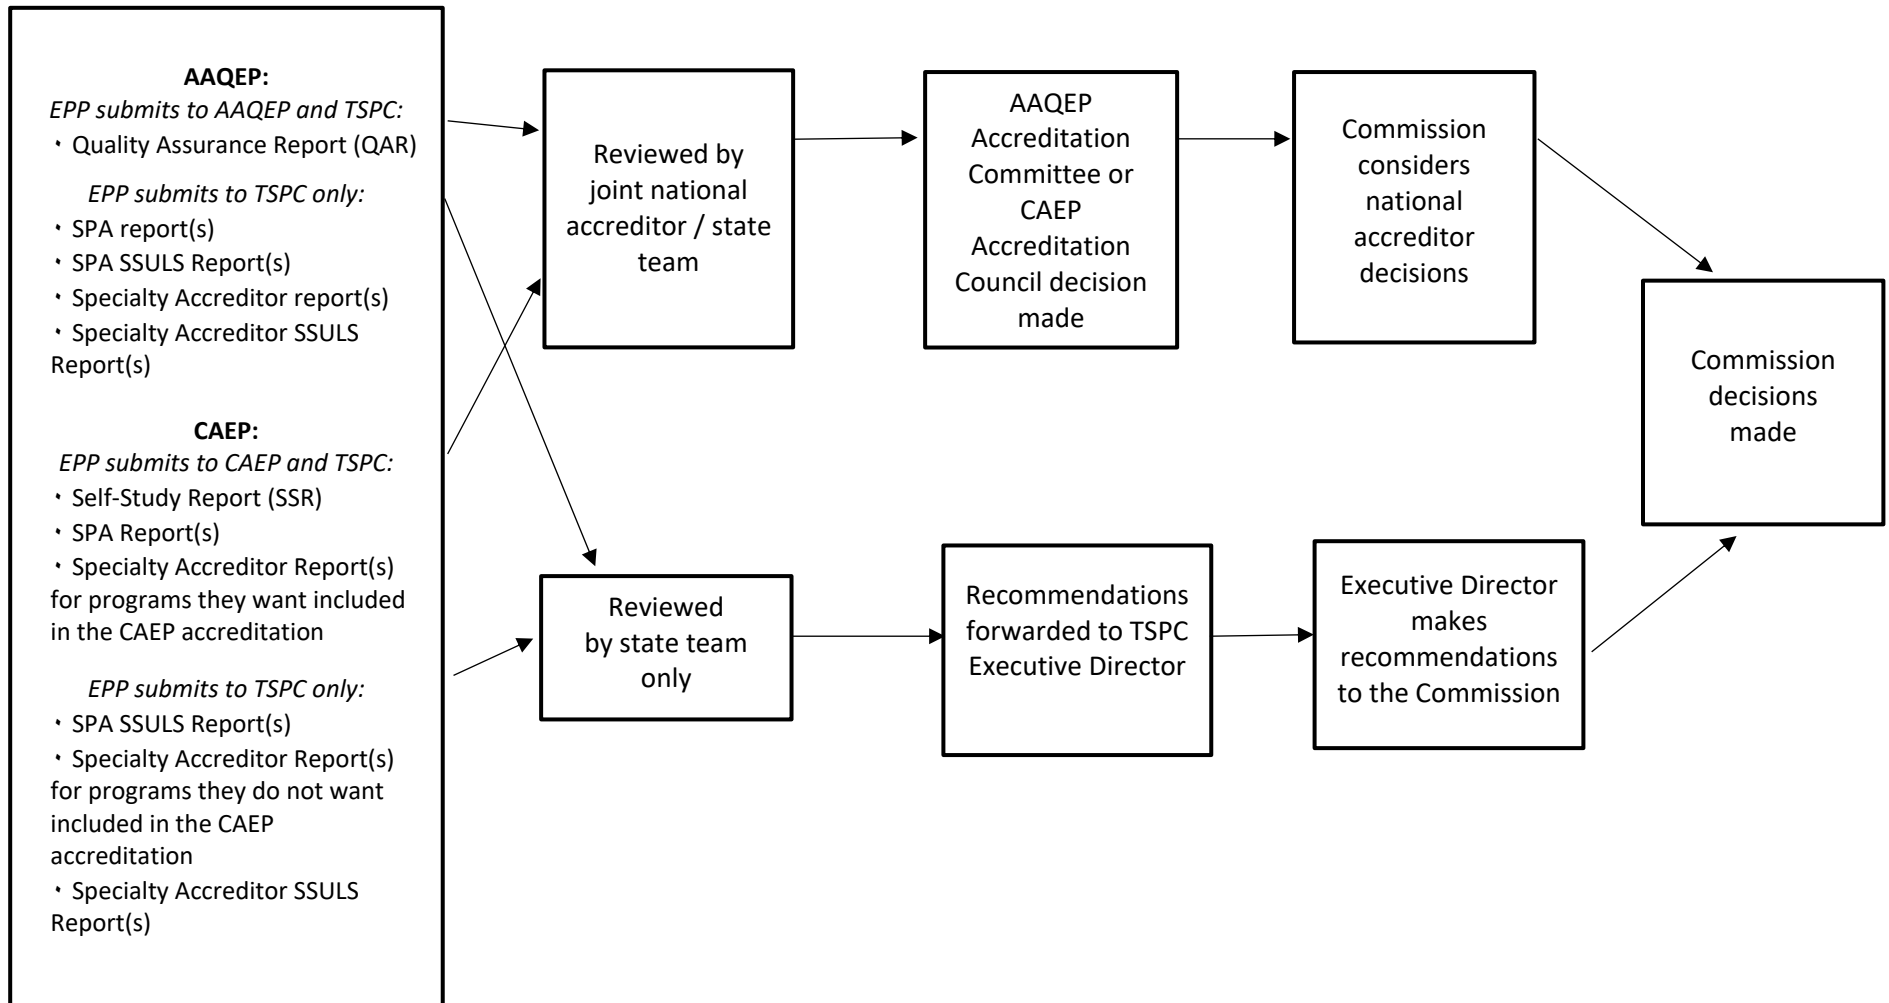 AAQEP:
EPP submits to AAQEP and TSPC:
· Quality Assurance Report (QAR)
EPP submits to TSPC only:
· SPA report(s)
· SPA SSULS Report(s)
· Specialty Accreditor report(s)
· Specialty Accreditor SSULS
Report(s)
CAEP:
EPP submits to CAEP and TSPC:
· Self-Study Report (SSR)
· SPA Report(s)
· Specialty Accreditor Report(s)
for programs they want included
in the CAEP accreditation
EPP submits to TSPC only:
· SPA SSULS Report(s)
· Specialty Accreditor Report(s)
for programs they do not want
included in the CAEP
accreditation
· Specialty Accreditor SSULS
Report(s)
Reviewed by
joint national
accreditor / state
team
AAQEP
Accreditation
Committee or
CAEP
Accreditation
Council decision
made
Commission
considers
national
accreditor
decisions
Reviewed
by state team
only
Recommendations
forwarded to TSPC
Executive Director
Executive Director
makes
recommendations
to the Commission
Commission
decisions
made